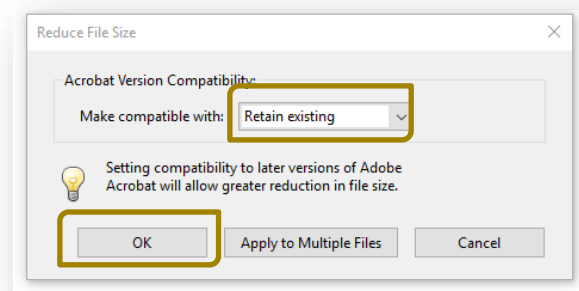 Reduce File Size
Acrobat Version Compatibility:
Make compatible with: Retain existing
Setting compatibility to later versions of Adobe
Acrobat will allow greater reduction in file size.
OK Apply to Multiple Files Cancel